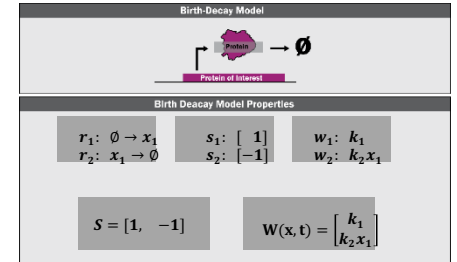 Birth-Decay Model
Protein
Ø
Protein of Interest
Birth Deacay Model Properties
r₁: ∅ → x₁ s₁: [ 1] w₁: k₁
r₂: x₁ → ∅ s₂: [−1] w₂: k₂x₁
S = [1, −1] W(x, t) = [k₁
k₂x₁]